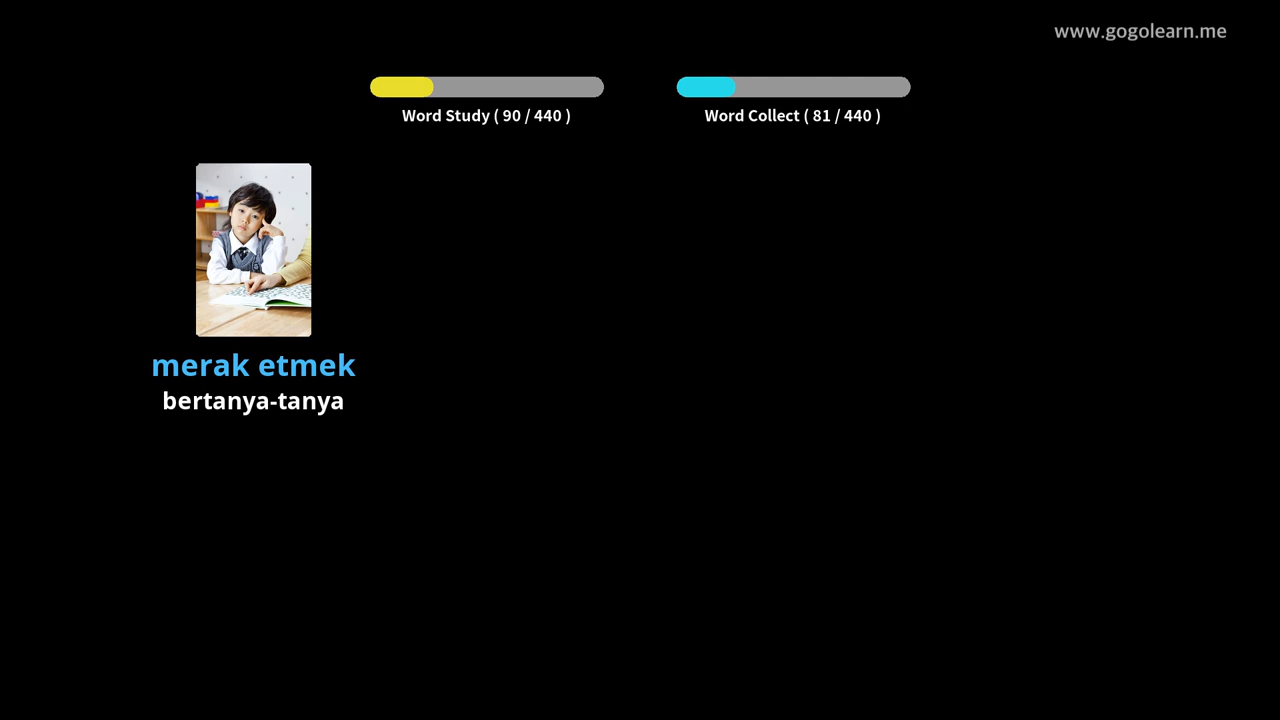 www.gogolearn.me
Word Study ( 90 / 440 )
Word Collect ( 81 / 440 )
merak etmek
bertanya-tanya